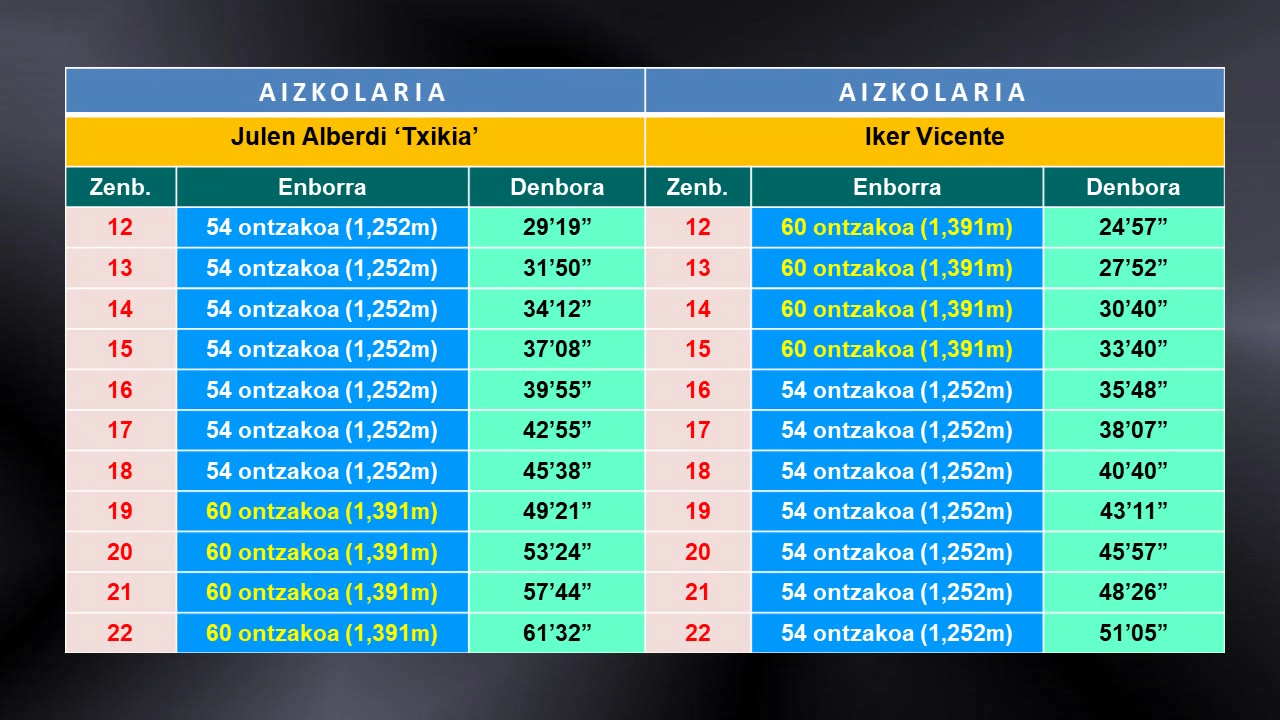 AIZKOLARIA AIZKOLARIA
Julen Alberdi ‘Txikia’ Iker Vicente
Zenb. Enborra Denbora Zenb. Enborra Denbora
12 54 ontzakoa (1,252m) 29’19” 12 60 ontzakoa (1,391m) 24’57”
13 54 ontzakoa (1,252m) 31’50” 13 60 ontzakoa (1,391m) 27’52”
14 54 ontzakoa (1,252m) 34’12” 14 60 ontzakoa (1,391m) 30’40”
15 54 ontzakoa (1,252m) 37’08” 15 60 ontzakoa (1,391m) 33’40”
16 54 ontzakoa (1,252m) 39’55” 16 54 ontzakoa (1,252m) 35’48”
17 54 ontzakoa (1,252m) 42’55” 17 54 ontzakoa (1,252m) 38’07”
18 54 ontzakoa (1,252m) 45’38” 18 54 ontzakoa (1,252m) 40’40”
19 60 ontzakoa (1,391m) 49’21” 19 54 ontzakoa (1,252m) 43’11”
20 60 ontzakoa (1,391m) 53’24” 20 54 ontzakoa (1,252m) 45’57”
21 60 ontzakoa (1,391m) 57’44” 21 54 ontzakoa (1,252m) 48’26”
22 60 ontzakoa (1,391m) 61’32” 22 54 ontzakoa (1,252m) 51’05”